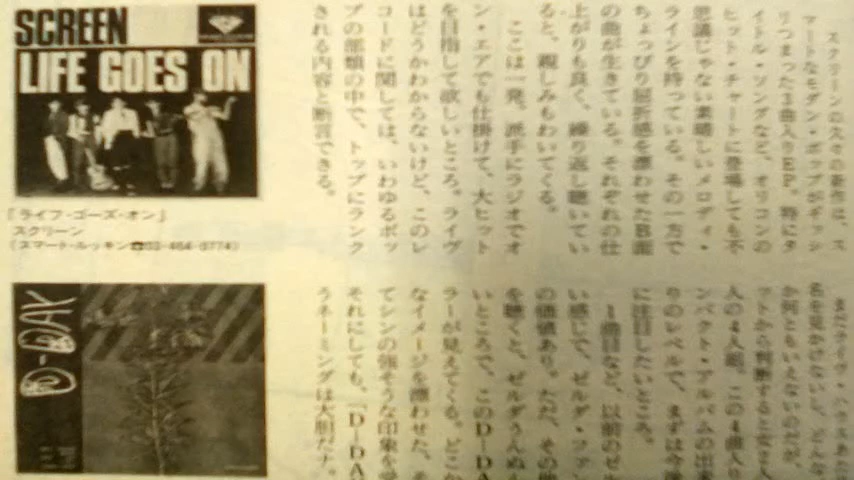 SCREEN
LIFE GOES ON
「ライフ・ゴーズ・オン」
スクリーン
(スマート・ルッキン☎03-464-0774)
スクリーンの久々の新作は、ス
マートなモダン・ポップがギッシ
リつまった3曲入りEP。特にタ
イトル・ソングなど、オリコンの
ヒット・チャートに登場しても不
思議じゃない素晴しいメロディ・
ラインを持っている。その一方で
ちょっぴり屈折感を漂わせたB面
の曲が生きている。それぞれの仕
上がりも良く、繰り返し聴いてい
ると、親しみもわいてくる。
ここは一発、派手にラジオでオ
ン・エアでも仕掛けて、大ヒット
を目指して欲しいところ。ライヴ
はどうかわからないけど、このレ
コードに関しては、いわゆるポッ
プの部類の中で、トップにランク
される内容と断言できる。
D-DAY
か何ともいえないのだが、
人の4人組。この4曲入り
ンパクト・アルバムの出来
りのレベルで、まずは今後
に注目したいところ。
1曲目など、以前のゼル
い感じで、ゼルダ・ファン
の価値あり。ただ、その他
を聴くと、ゼルダうんぬん
いところで、このD-DA
ラーが見えてくる。どこか
なイメージを漂わせた、そ
てシンの強そうな印象を受
それにしても、「D-DA
うネーミングは大胆だナ。